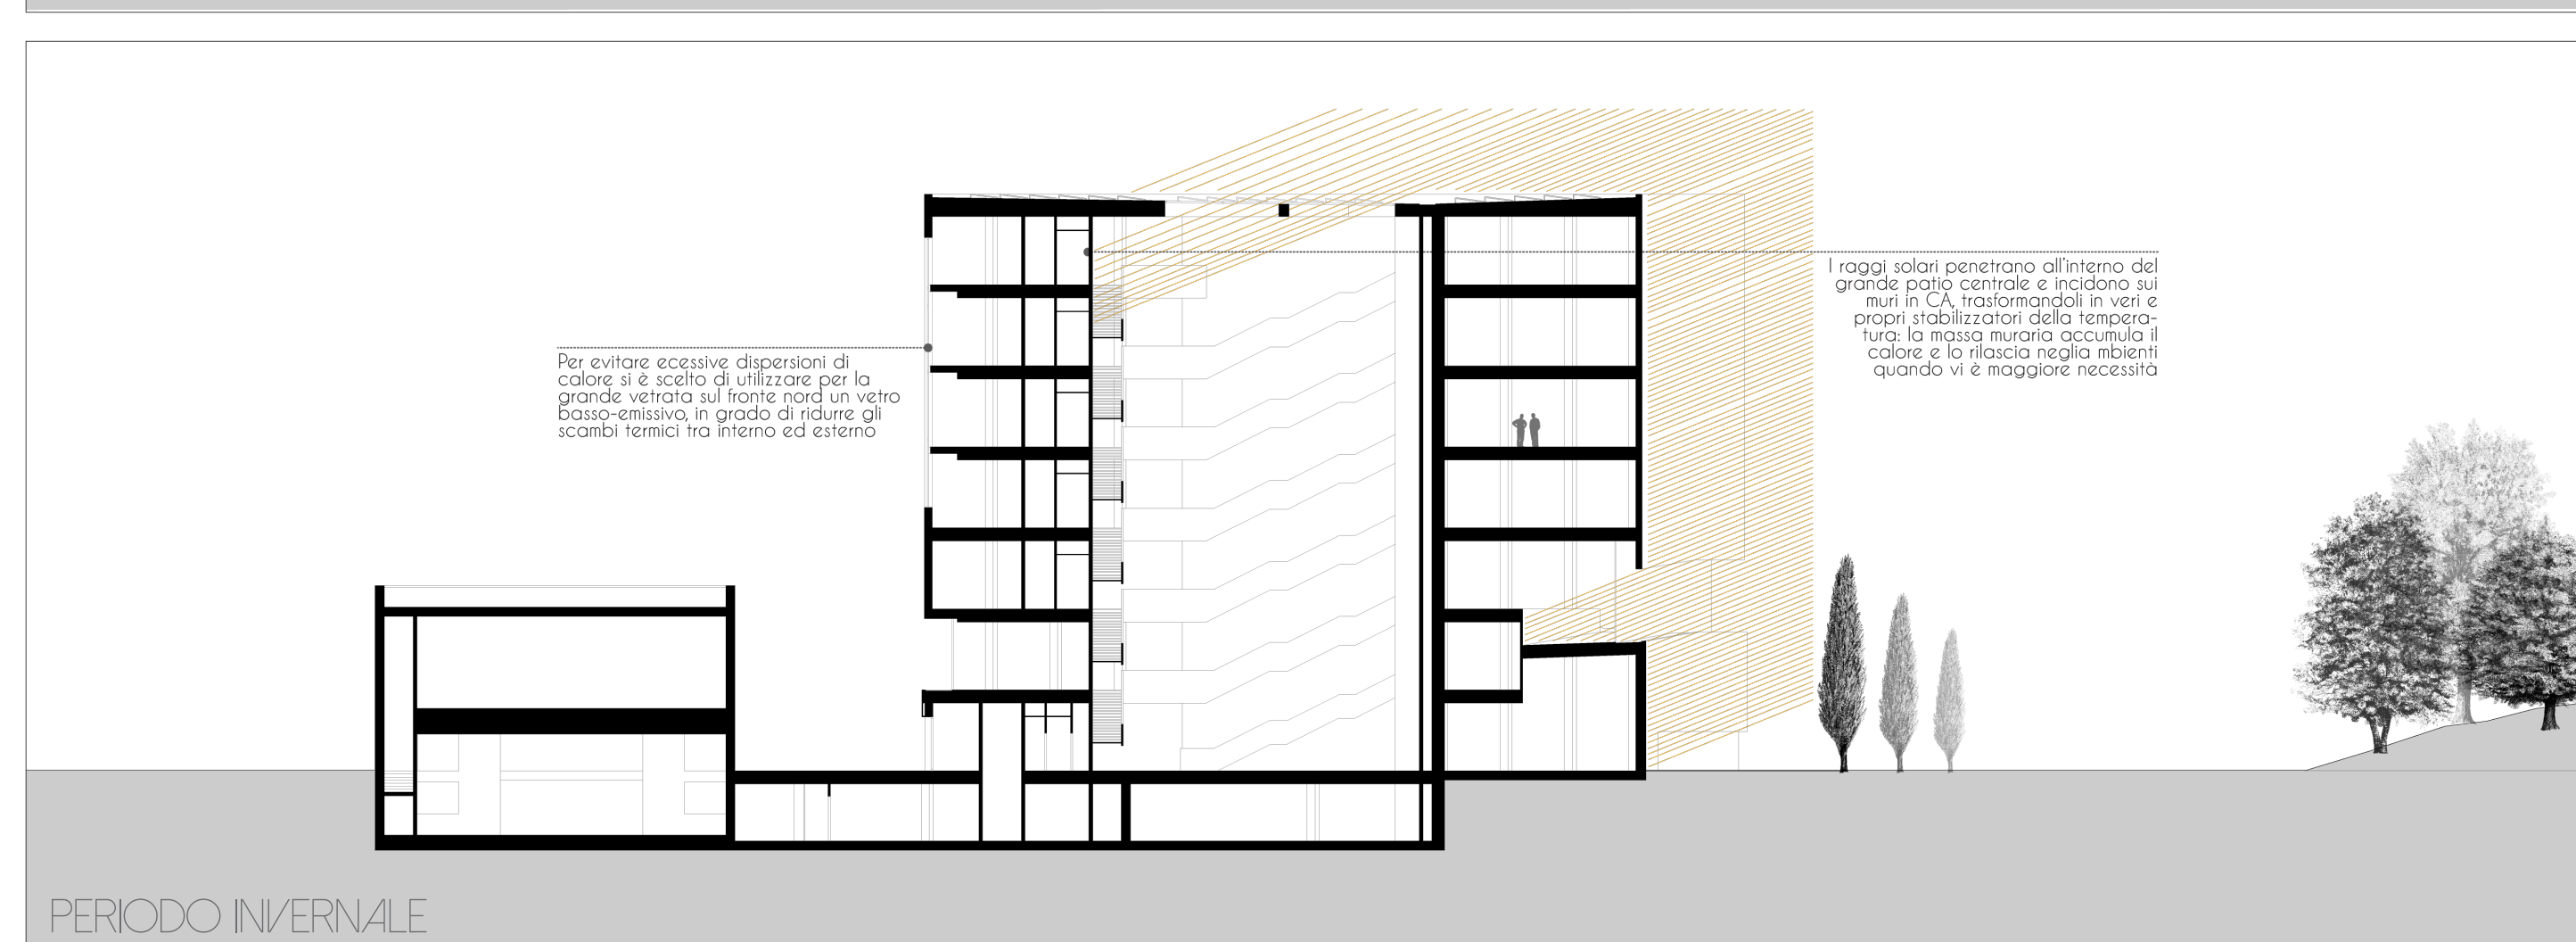 I raggi solari penetrano all'interno del
grande patio centrale e incidono sui
muri in CA, trasformandoli in veri e
propri stabilizzatori della tempera-
tura: la massa muraria accumula il
calore e lo rilascia neglia mbienti
quando vi è maggiore necessità
Per evitare ecessive dispersioni di
calore si è scelto di utilizzare per la
grande vetrata sul fronte nord un vetro
basso-emissivo, in grado di ridurre gli
scambi termici tra interno ed esterno
PERIODO INVERNALE